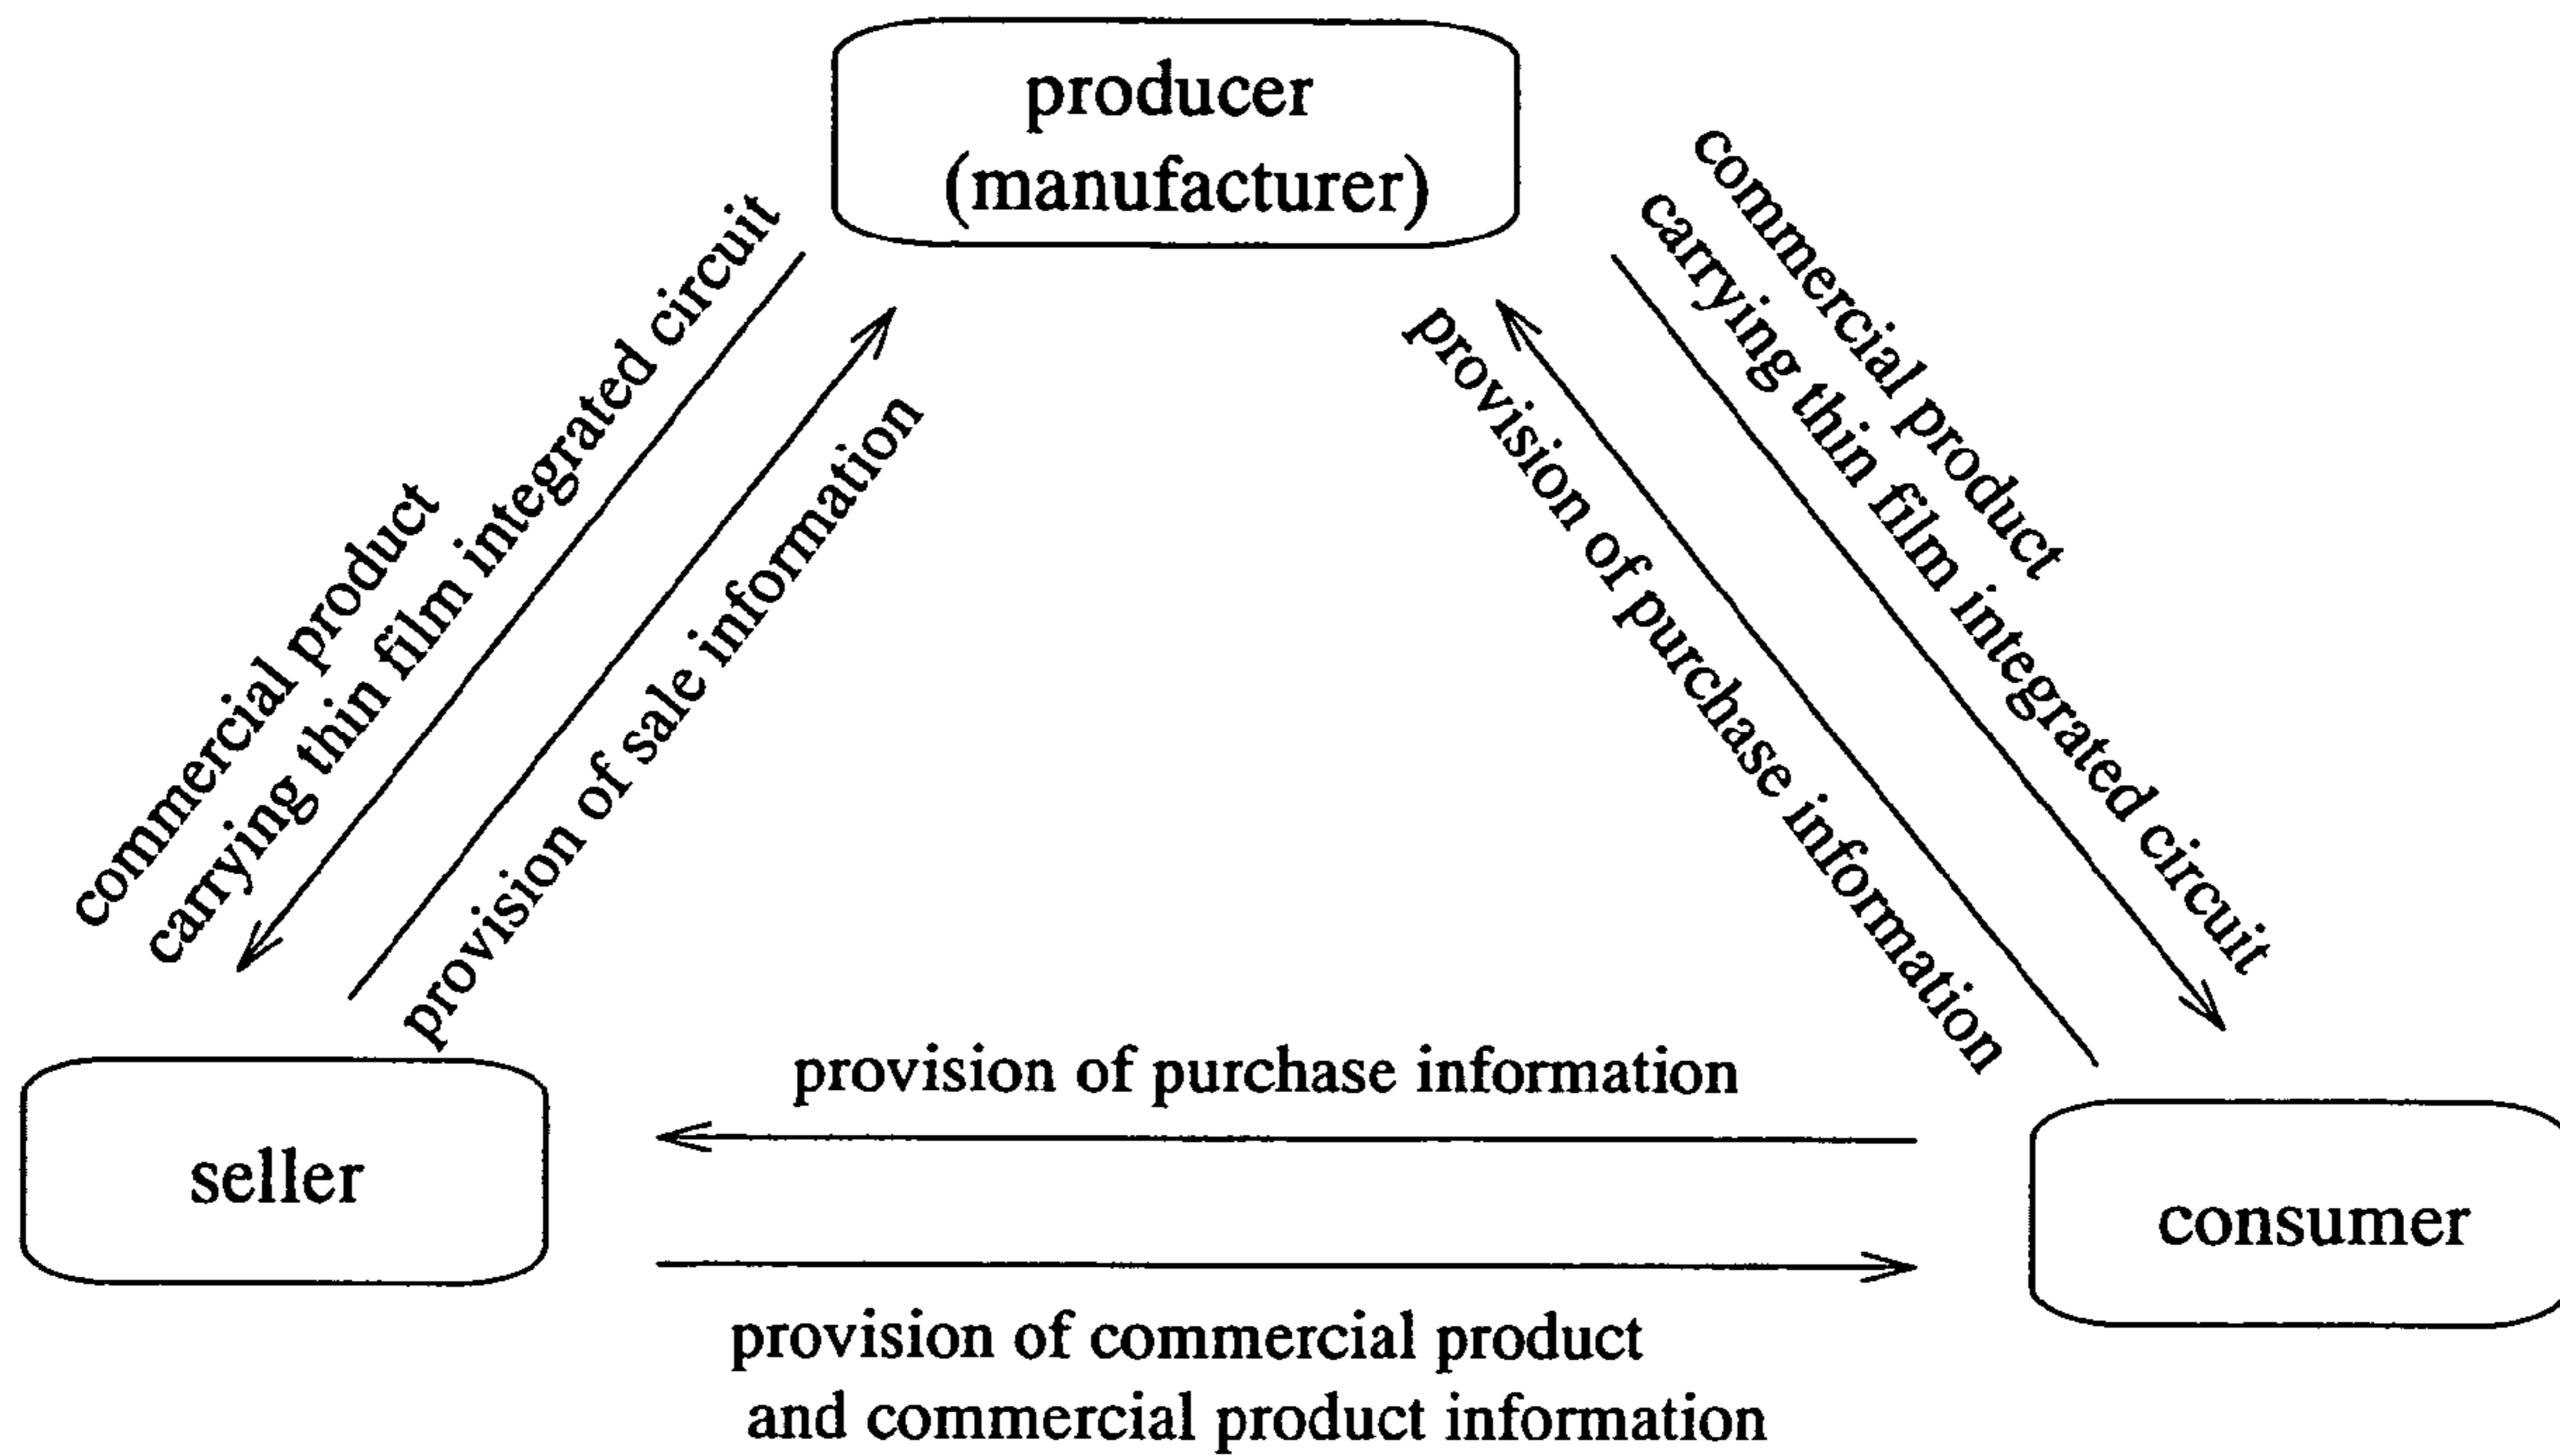 producer
(manufacturer)
commercial product
carrying thin film integrated circuit
provision of sale information
provision of purchase information
commercial product
carrying thin film integrated circuit
provision of purchase information
seller
consumer
provision of commercial product
and commercial product information